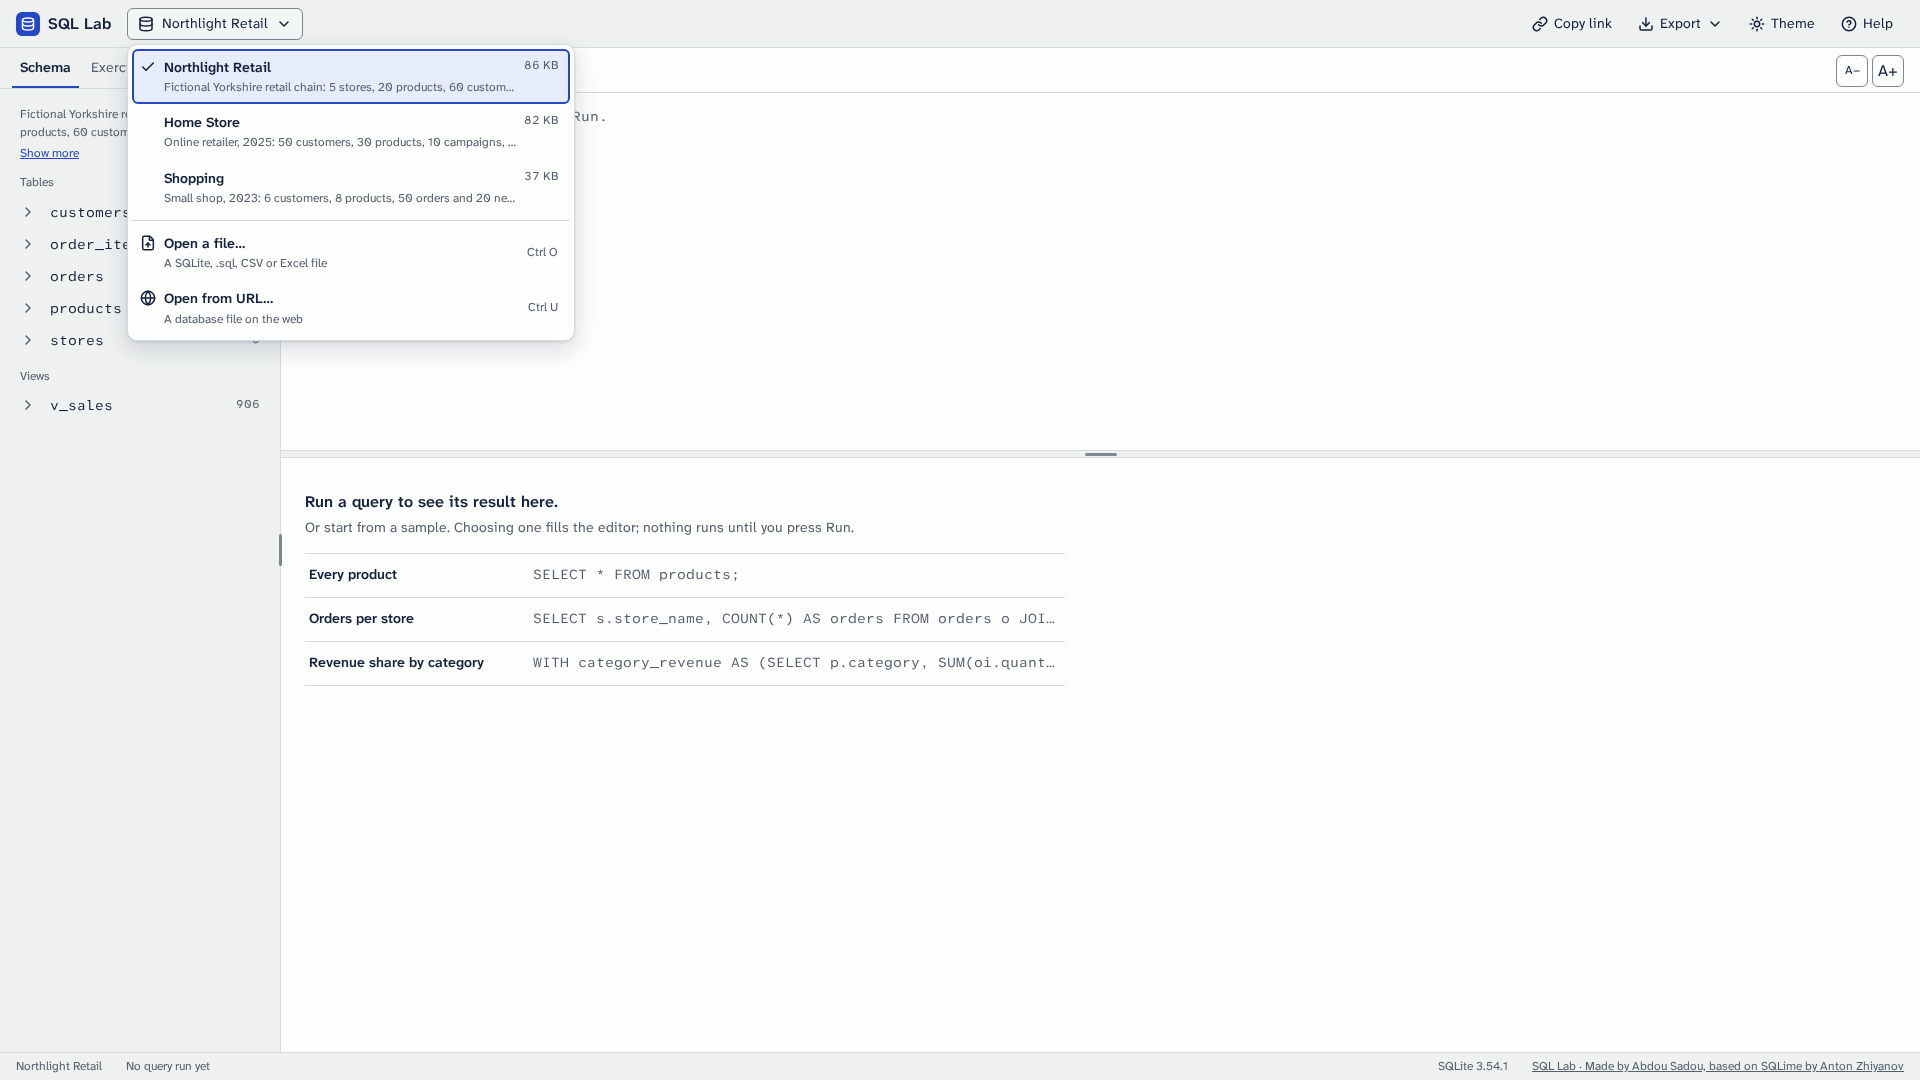 SQL Lab
Northlight Retail
Copy link
Export
Theme
Help
Schema
Exerc
A−
A+
Northlight Retail
86 KB
Fictional Yorkshire retail chain: 5 stores, 20 products, 60 custom...
Home Store
82 KB
Online retailer, 2025: 50 customers, 30 products, 10 campaigns, ...
Shopping
37 KB
Small shop, 2023: 6 customers, 8 products, 50 orders and 20 ne...
Open a file...
A SQLite, .sql, CSV or Excel file
Ctrl O
Open from URL...
A database file on the web
Ctrl U
Run.
Fictional Yorkshire re
products, 60 custom
Show more
Tables
customers
order_ite
orders
products
stores
Views
v_sales
906
Run a query to see its result here.
Or start from a sample. Choosing one fills the editor; nothing runs until you press Run.
Every product
SELECT * FROM products;
Orders per store
SELECT s.store_name, COUNT(*) AS orders FROM orders o JOI…
Revenue share by category
WITH category_revenue AS (SELECT p.category, SUM(oi.quant…
Northlight Retail
No query run yet
SQLite 3.54.1
SQL Lab · Made by Abdou Sadou, based on SQLime by Anton Zhiyanov